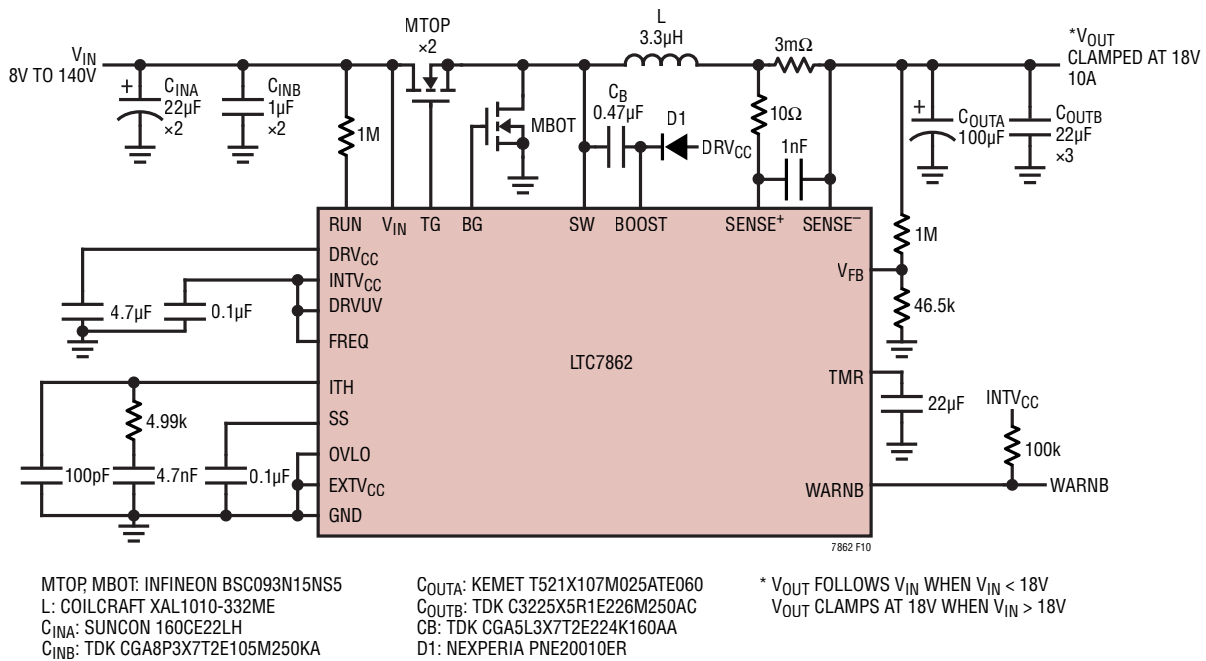 MTOP
×2
L
3.3µH
3mΩ
*VOUT
CLAMPED AT 18V
10A
VIN
8V TO 140V
+
CINA
22µF
×2
CINB
1µF
×2
1M
MBOT
CB
0.47µF
D1
DRVCC
10Ω
1nF
+
COUTA
100µF
COUTB
22µF
×3
RUN VIN TG BG SW BOOST SENSE+ SENSE–
1M
DRVCC
INTVCC
DRVUV
FREQ
4.7µF
0.1µF
VFB
46.5k
LTC7862
ITH
SS
OVLO
EXTVCC
GND
4.99k
100pF
4.7nF
0.1µF
TMR
22µF
INTVCC
100k
WARNB
WARNB
7862 F10
MTOP, MBOT: INFINEON BSC093N15NS5
L: COILCRAFT XAL1010-332ME
CINA: SUNCON 160CE22LH
CINB: TDK CGA8P3X7T2E105M250KA
COUTA: KEMET T521X107M025ATE060
COUTB: TDK C3225X5R1E226M250AC
CB: TDK CGA5L3X7T2E224K160AA
D1: NEXPERIA PNE20010ER
* VOUT FOLLOWS VIN WHEN VIN < 18V
VOUT CLAMPS AT 18V WHEN VIN > 18V